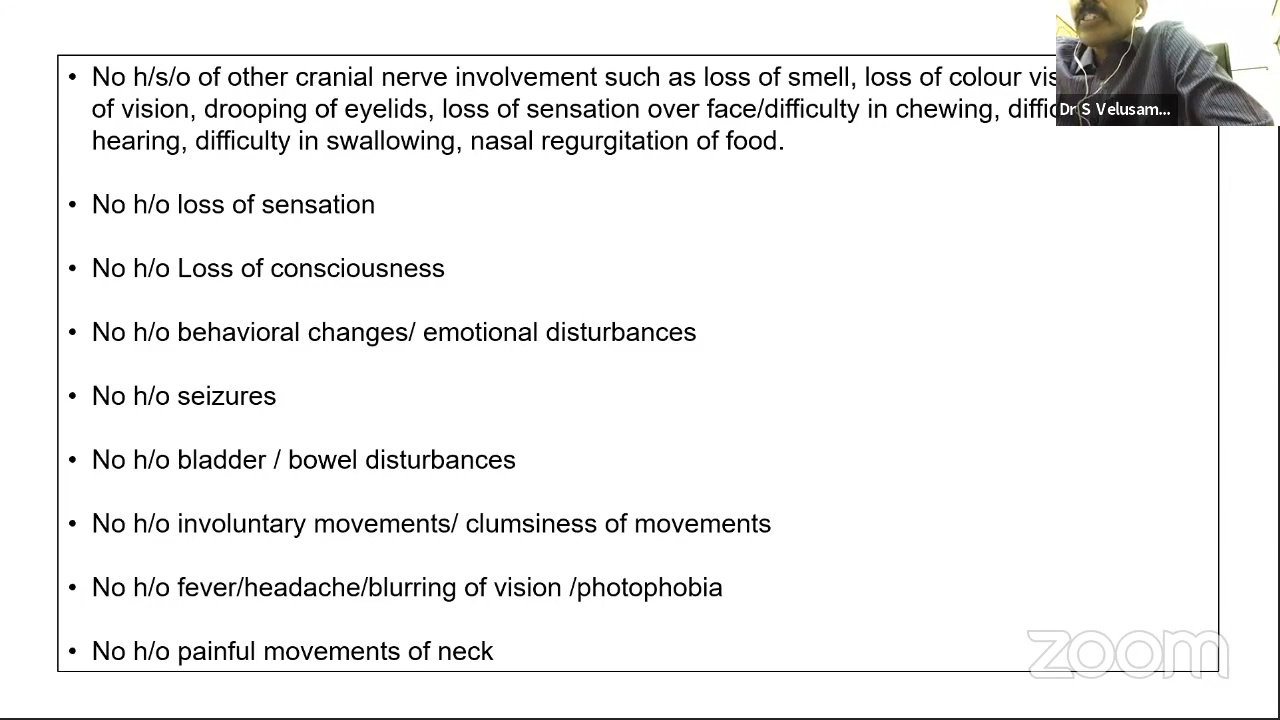 • No h/s/o of other cranial nerve involvement such as loss of smell, loss of colour
of vision, drooping of eyelids, loss of sensation over face/difficulty in chewing,
hearing, difficulty in swallowing, nasal regurgitation of food.
• No h/o loss of sensation
• No h/o Loss of consciousness
• No h/o behavioral changes/ emotional disturbances
• No h/o seizures
• No h/o bladder / bowel disturbances
• No h/o involuntary movements/ clumsiness of movements
• No h/o fever/headache/blurring of vision /photophobia
• No h/o painful movements of neck
Dr S Velusam...
zoom